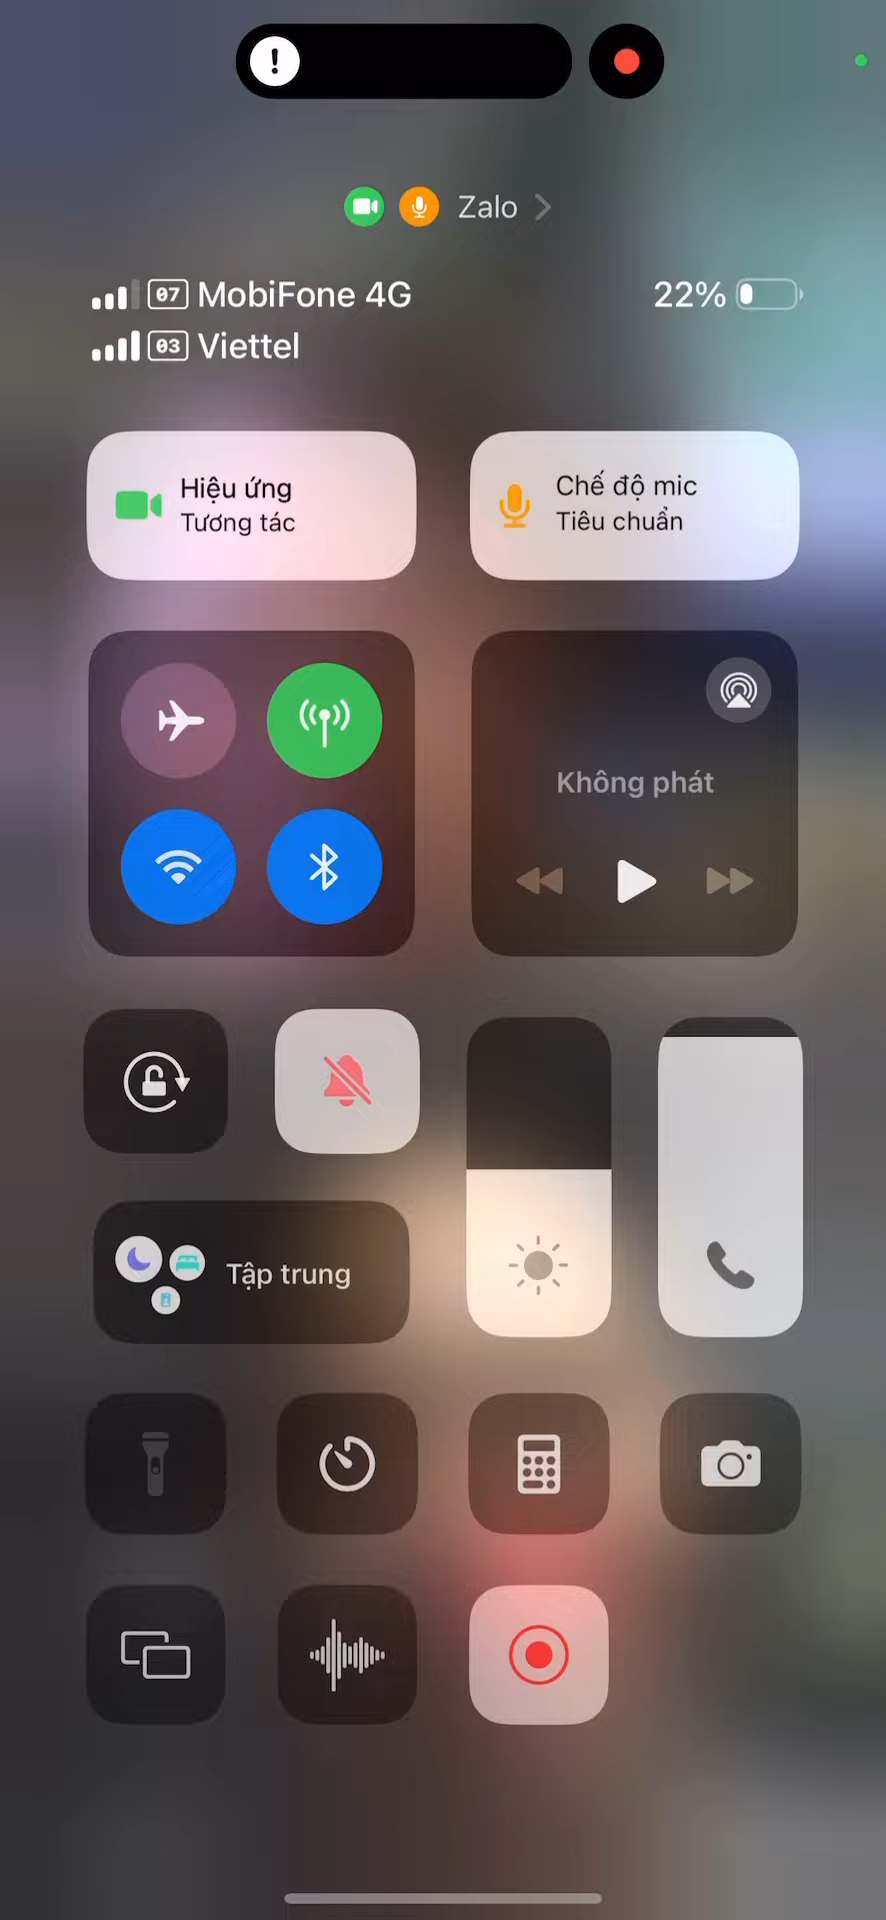 !
Zalo
07 MobiFone 4G
22%
03 Viettel
Hiệu ứng
Tương tác
Chế độ mic
Tiêu chuẩn
Không phát
Tập trung